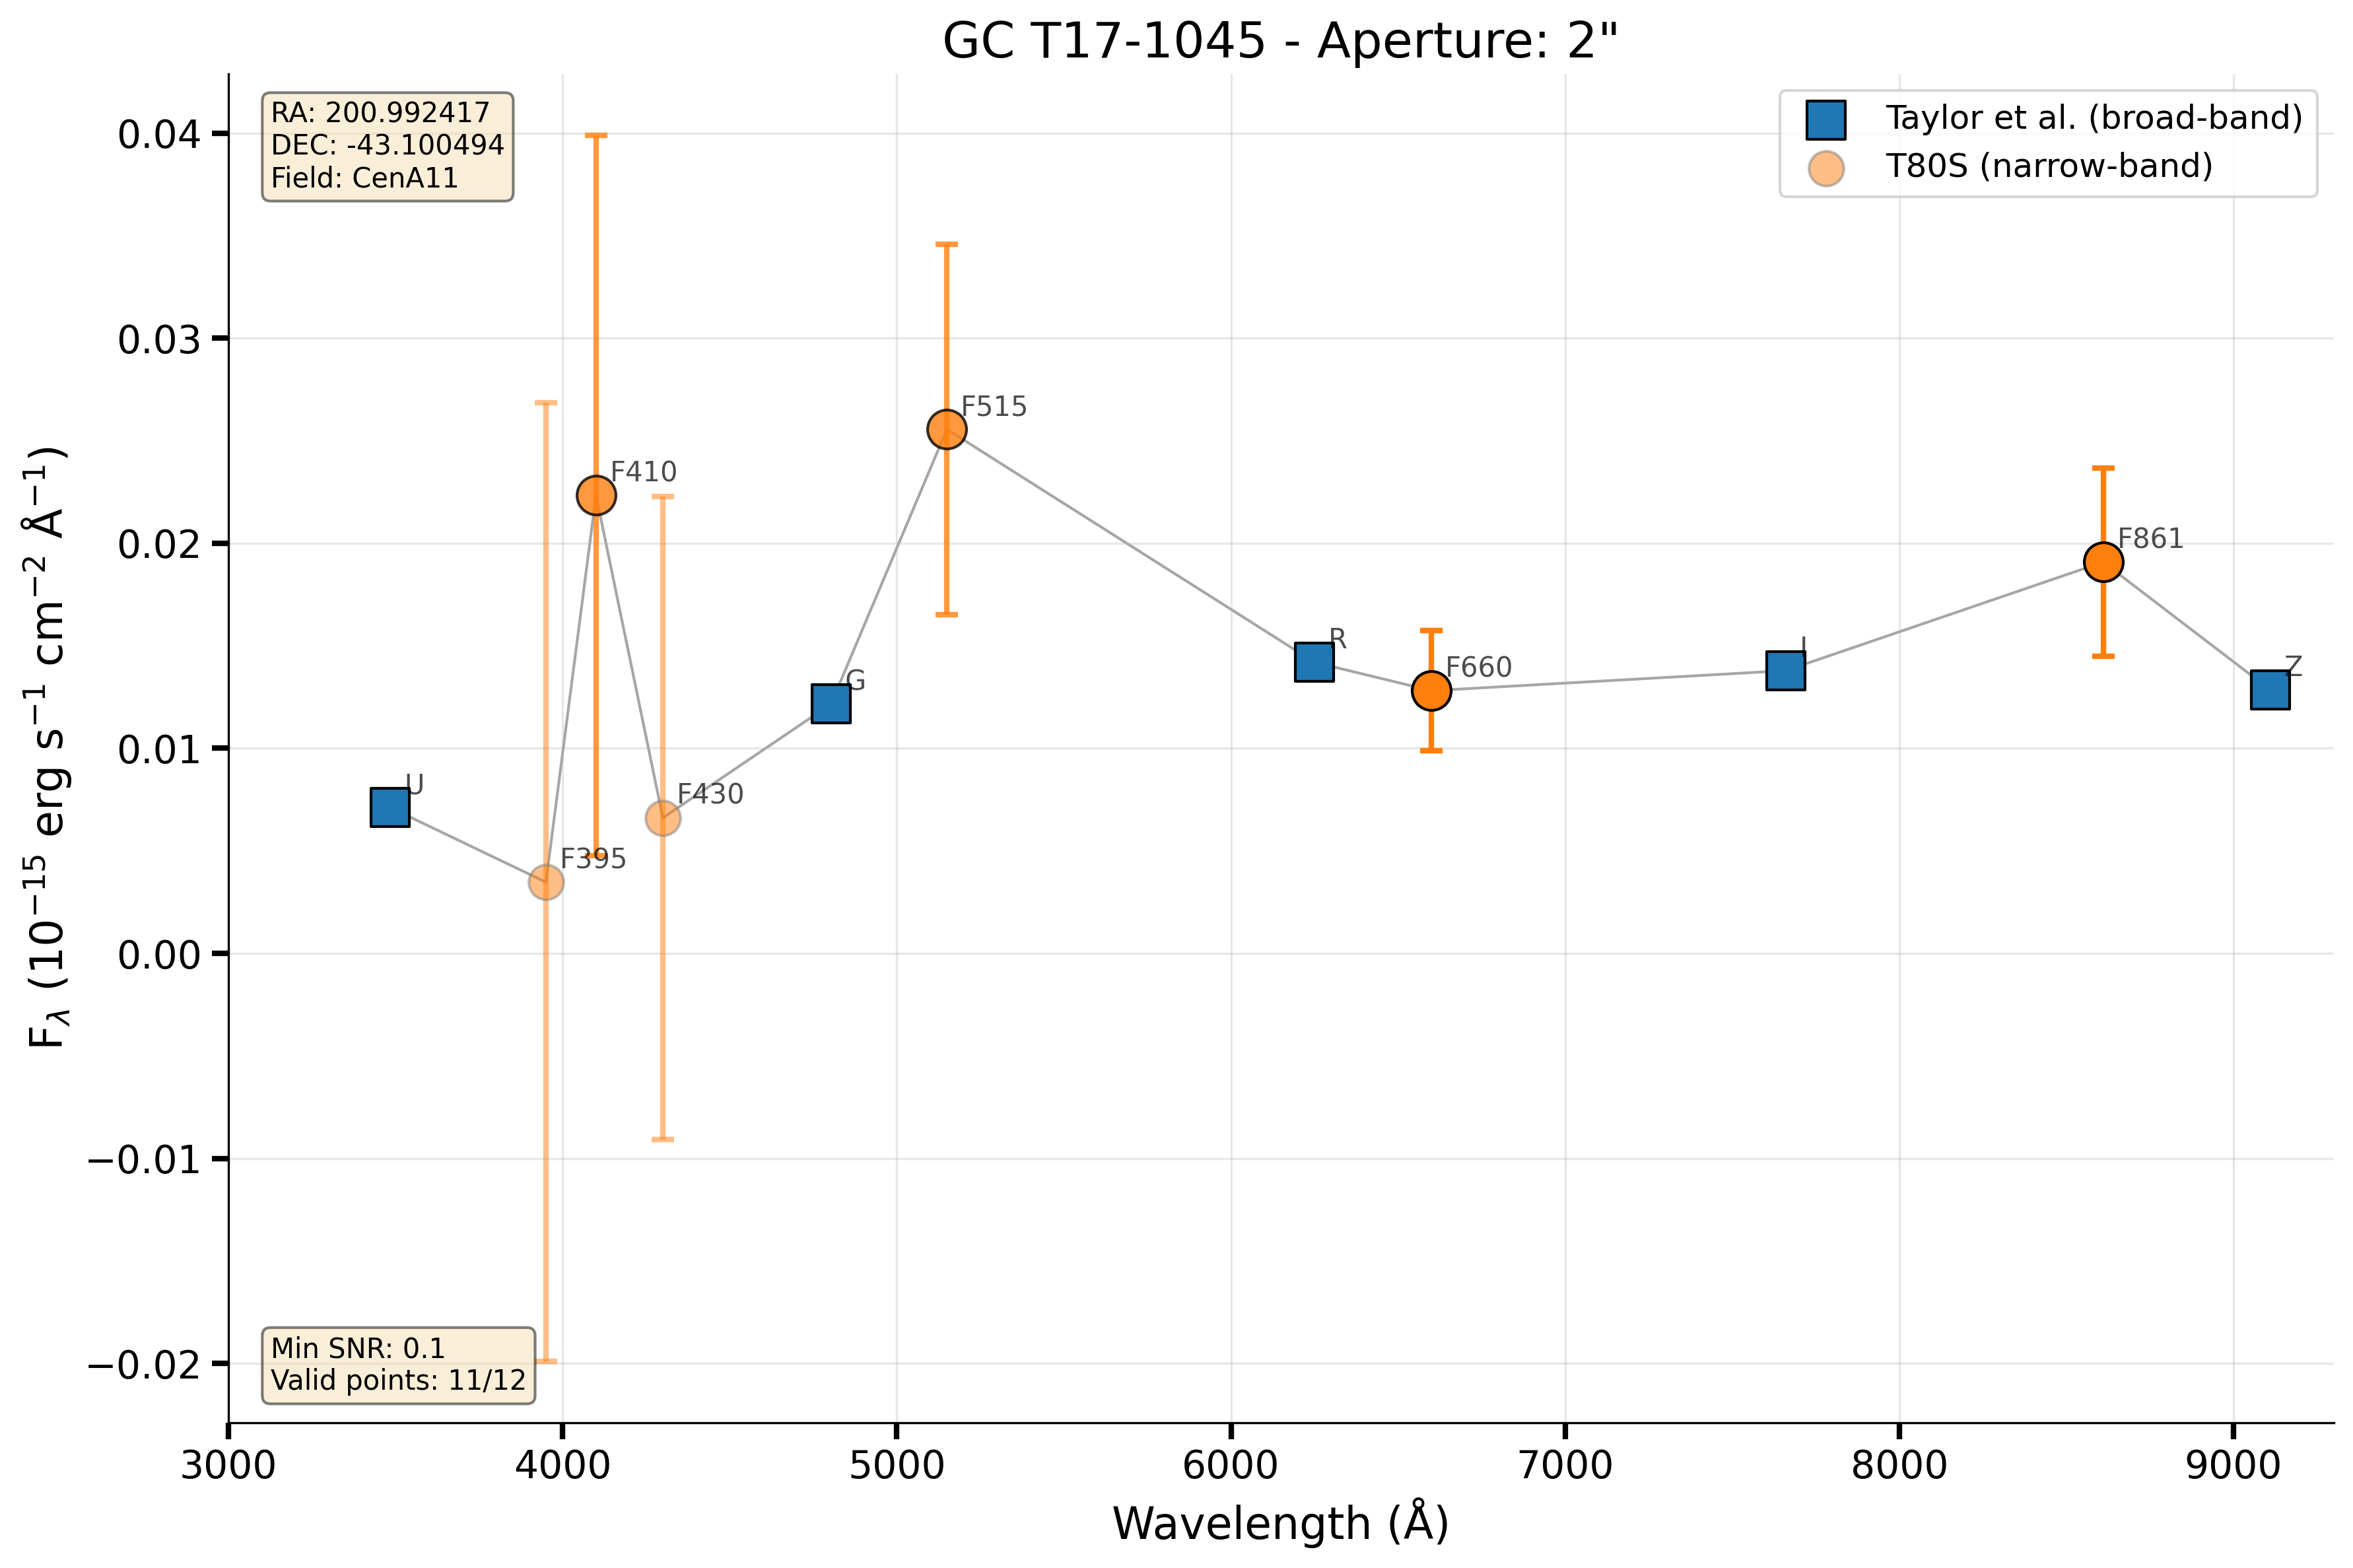 GC T17-1045 - Aperture: 2"
RA: 200.992417
DEC: -43.100494
Field: CenA11
Taylor et al. (broad-band)
T80S (narrow-band)
0.04
0.03
0.02
0.01
0.00
−0.01
−0.02
F$_{λ}$ (10$^{−15}$ erg s$^{−1}$ cm$^{−2}$ Å$^{−1}$)
U
F395
F410
F430
G
F515
R
F660
I
F861
Z
Min SNR: 0.1
Valid points: 11/12
3000
4000
5000
6000
7000
8000
9000
Wavelength (Å)